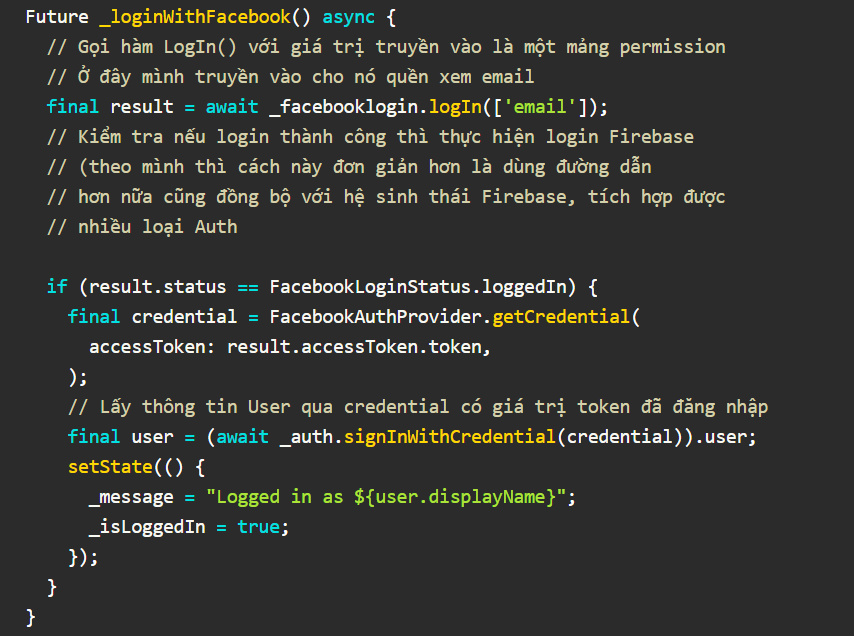 Future _loginWithFacebook() async {
// Gọi hàm LogIn() với giá trị truyền vào là một mảng permission
// Ở đây mình truyền vào cho nó quền xem email
final result = await _facebooklogin.logIn(['email']);
// Kiểm tra nếu login thành công thì thực hiện login Firebase
// (theo mình thì cách này đơn giản hơn là dùng đường dẫn
// hơn nữa cũng đồng bộ với hệ sinh thái Firebase, tích hợp được
// nhiều loại Auth
if (result.status == FacebookLoginStatus.loggedIn) {
final credential = FacebookAuthProvider.getCredential(
accessToken: result.accessToken.token,
);
// Lấy thông tin User qua credential có giá trị token đã đăng nhập
final user = (await _auth.signInWithCredential(credential)).user;
setState(() {
_message = "Logged in as ${user.displayName}";
_isLoggedIn = true;
});
}
}